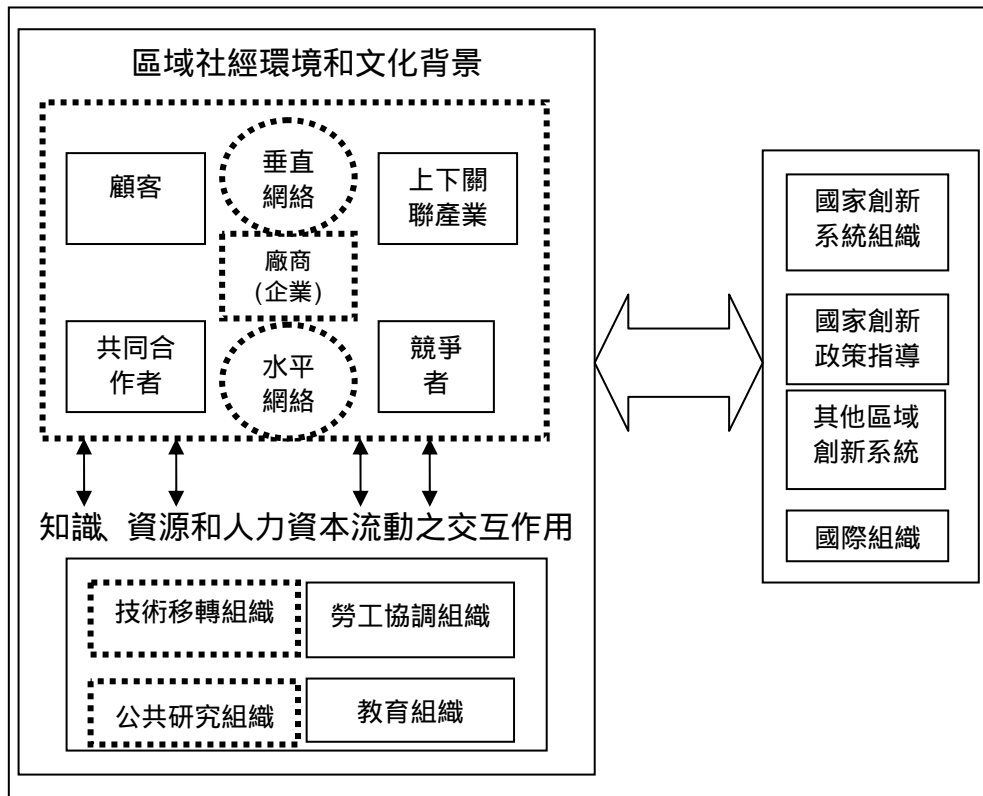 區域社經環境和文化背景
顧客
垂直
網絡
上下關
聯產業
廠商
(企業)
共同合
作者
水平
網絡
競爭
者
知識、資源和人力資本流動之交互作用
技術移轉組織
勞工協調組織
公共研究組織
教育組織
國家創新
系統組織
國家創新
政策指導
其他區域
創新系統
國際組織